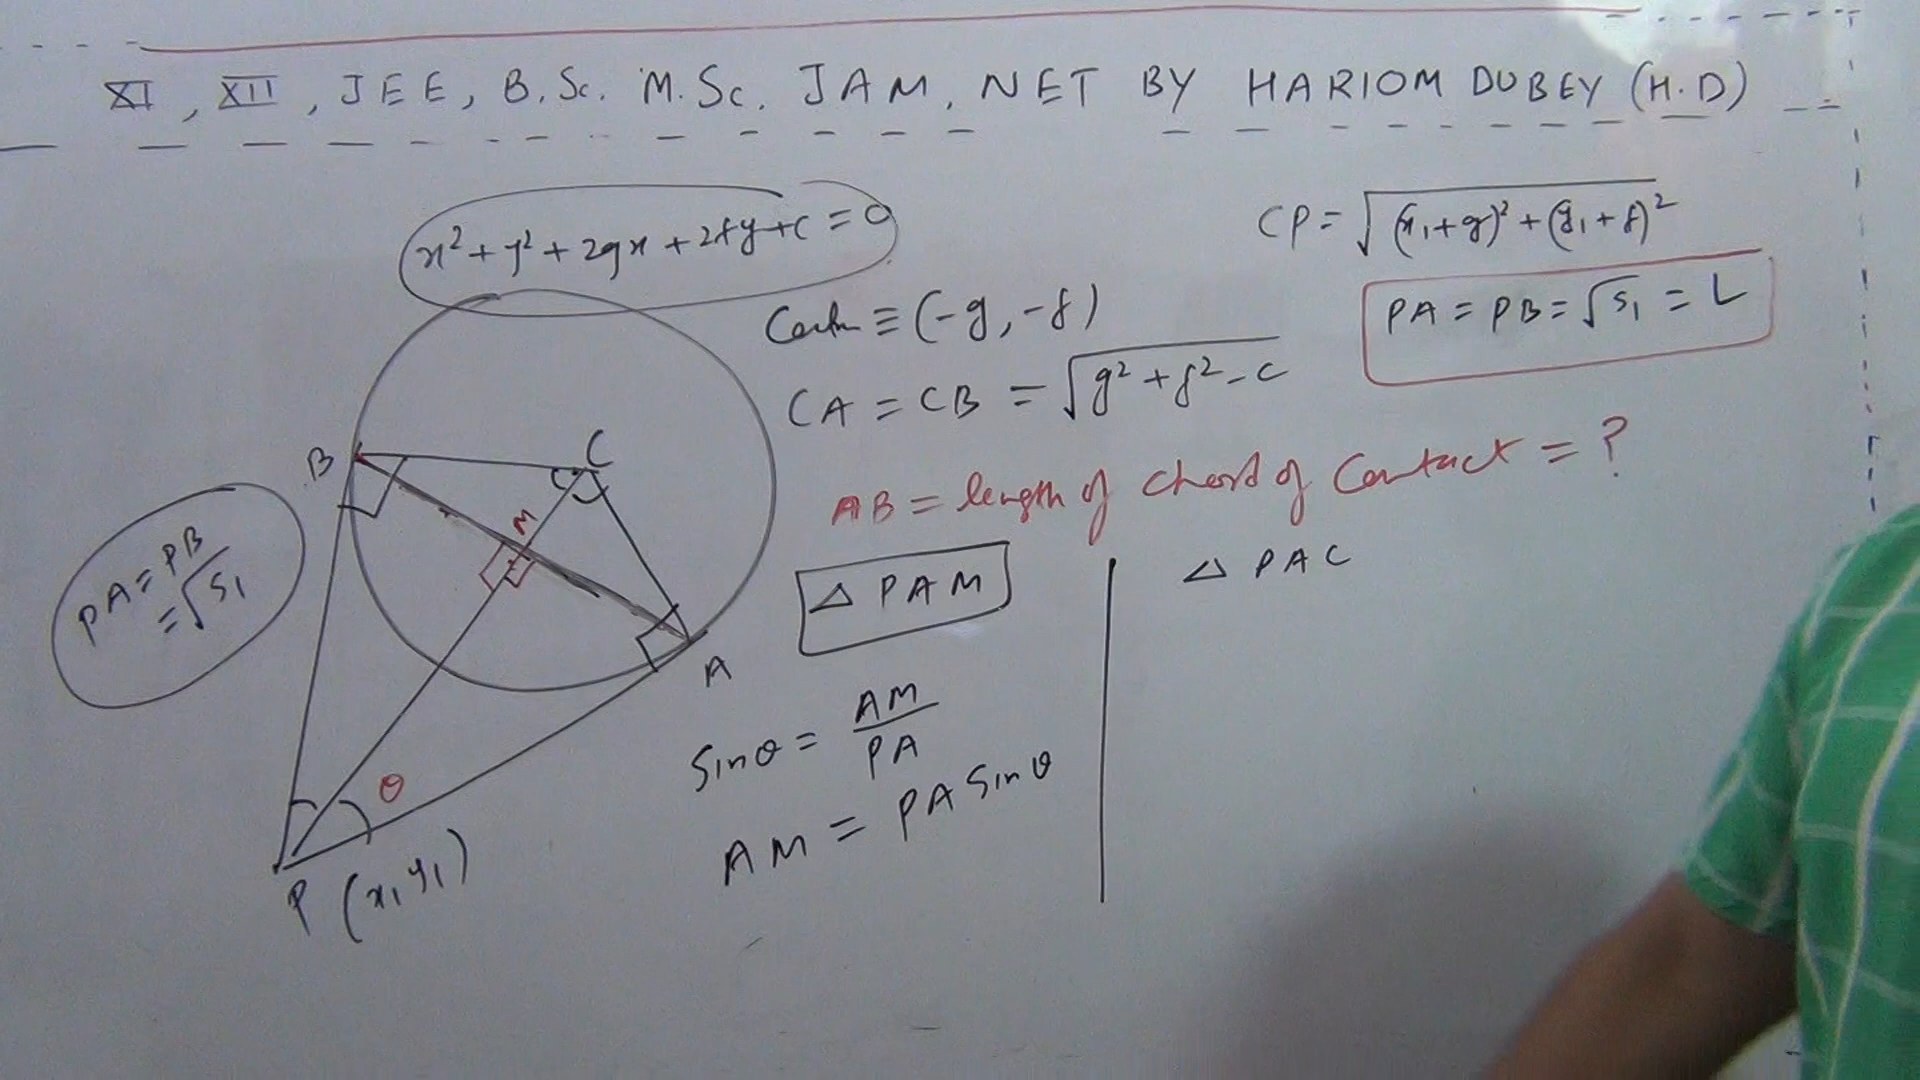 XI, XII, JEE, B.Sc. M.Sc. JAM, NET BY HARIOM DUBEY (H.D)
x² + y² + 2gx + 2fy + c = 0
CP = √(x₁+g)² + (y₁+f)²
PA = PB = √S₁ = L
≡ (-g, -f)
CA = CB = √g² + f² - c
AB = length of chord of Contact = ?
B
C
M
A
θ
P (x₁ y₁)
PA = PB
= √S₁
△ PAM
Sinθ = AM/PA
AM = PA Sinθ
△ PAC